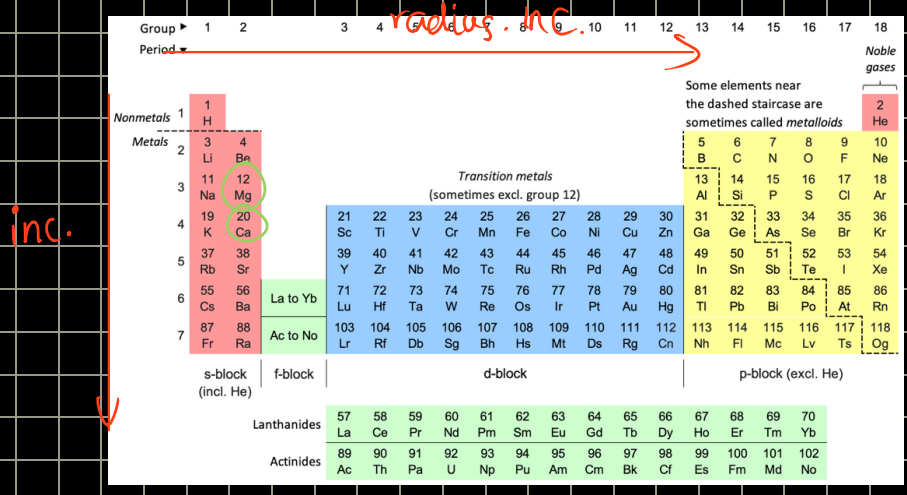 radius. inc.
Group ► 1 2 3 4 5 6 7 8 9 10 11 12 13 14 15 16 17 18
Period ▾
Noble
gases
Some elements near
the dashed staircase are
sometimes called metalloids
Nonmetals
Metals
Transition metals
(sometimes excl. group 12)
inc.
1 1 2
H He
2 3 4 5 6 7 8 9 10
Li Be B C N O F Ne
3 11 12 13 14 15 16 17 18
Na Mg Al Si P S Cl Ar
4 19 20 21 22 23 24 25 26 27 28 29 30 31 32 33 34 35 36
K Ca Sc Ti V Cr Mn Fe Co Ni Cu Zn Ga Ge As Se Br Kr
5 37 38 39 40 41 42 43 44 45 46 47 48 49 50 51 52 53 54
Rb Sr Y Zr Nb Mo Tc Ru Rh Pd Ag Cd In Sn Sb Te I Xe
6 55 56 La to Yb 71 72 73 74 75 76 77 78 79 80 81 82 83 84 85 86
Cs Ba Lu Hf Ta W Re Os Ir Pt Au Hg Tl Pb Bi Po At Rn
7 87 88 Ac to No 103 104 105 106 107 108 109 110 111 112 113 114 115 116 117 118
Fr Ra Lr Rf Db Sg Bh Hs Mt Ds Rg Cn Nh Fl Mc Lv Ts Og
s-block
(incl. He)
f-block
d-block
p-block (excl. He)
Lanthanides
57 58 59 60 61 62 63 64 65 66 67 68 69 70
La Ce Pr Nd Pm Sm Eu Gd Tb Dy Ho Er Tm Yb
Actinides
89 90 91 92 93 94 95 96 97 98 99 100 101 102
Ac Th Pa U Np Pu Am Cm Bk Cf Es Fm Md No